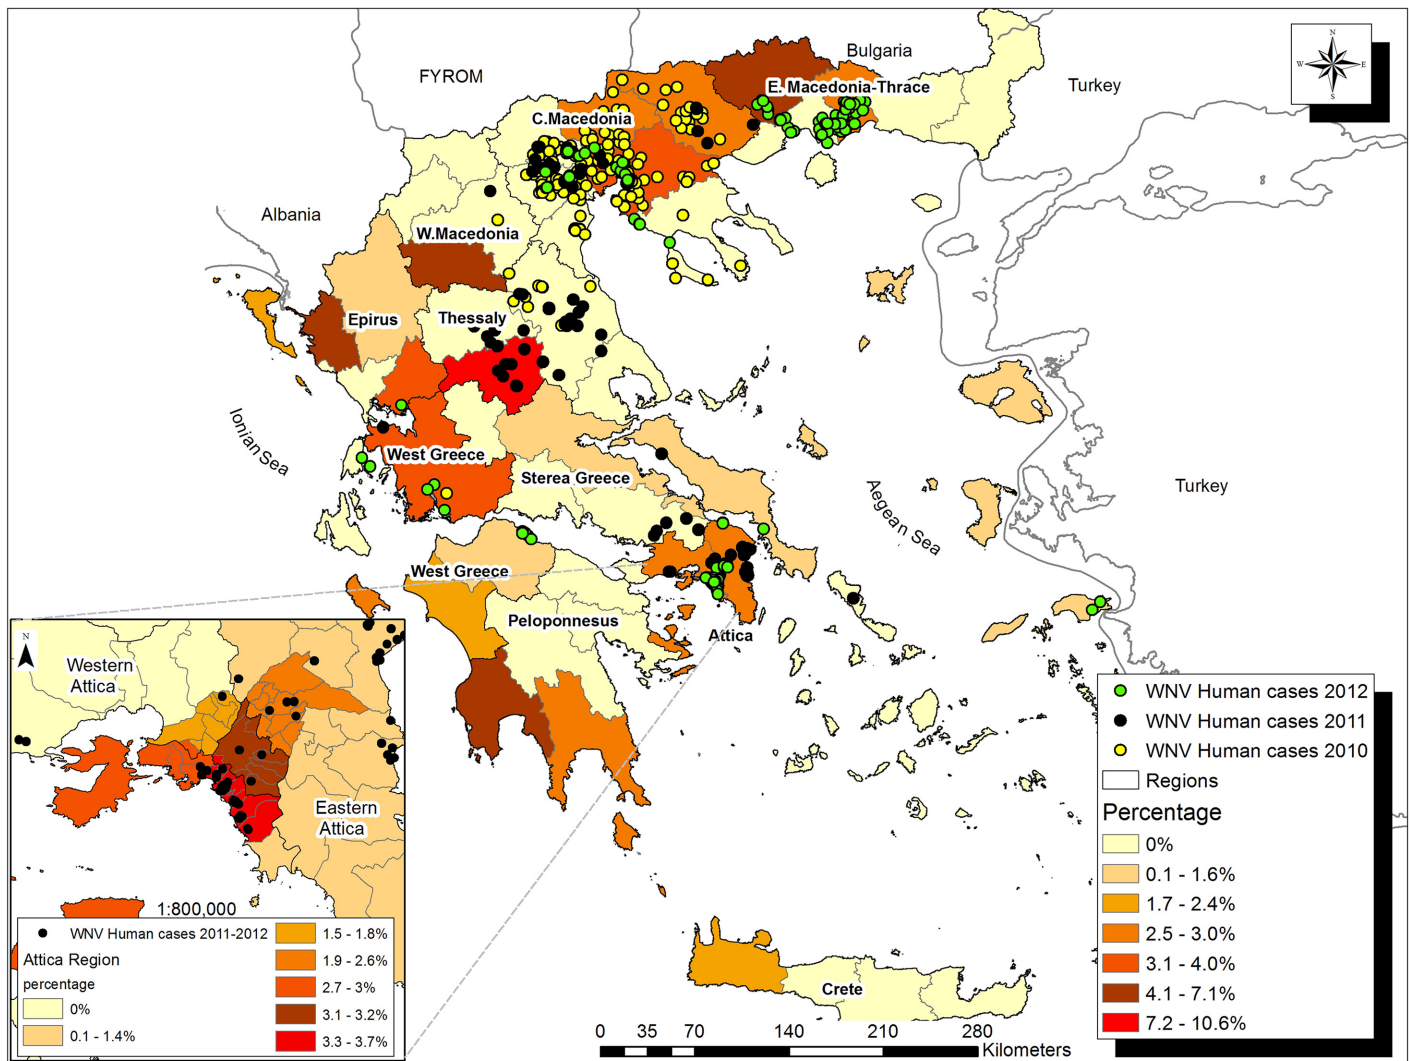 N
W
E
S
Bulgaria
FYROM
Turkey
E. Macedonia-Thrace
C.Macedonia
Albania
W.Macedonia
Epirus
Thessaly
Ionian Sea
West Greece
Sterea Greece
Aegean Sea
Turkey
West Greece
Peloponnesus
Attica
Crete
N
Western
Attica
Eastern
Attica
1:800,000
WNV Human cases 2011-2012
Attica Region
percentage
0%
0.1 - 1.4%
1.5 - 1.8%
1.9 - 2.6%
2.7 - 3%
3.1 - 3.2%
3.3 - 3.7%
WNV Human cases 2012
WNV Human cases 2011
WNV Human cases 2010
Regions
Percentage
0%
0.1 - 1.6%
1.7 - 2.4%
2.5 - 3.0%
3.1 - 4.0%
4.1 - 7.1%
7.2 - 10.6%
0 35 70 140 210 280
Kilometers